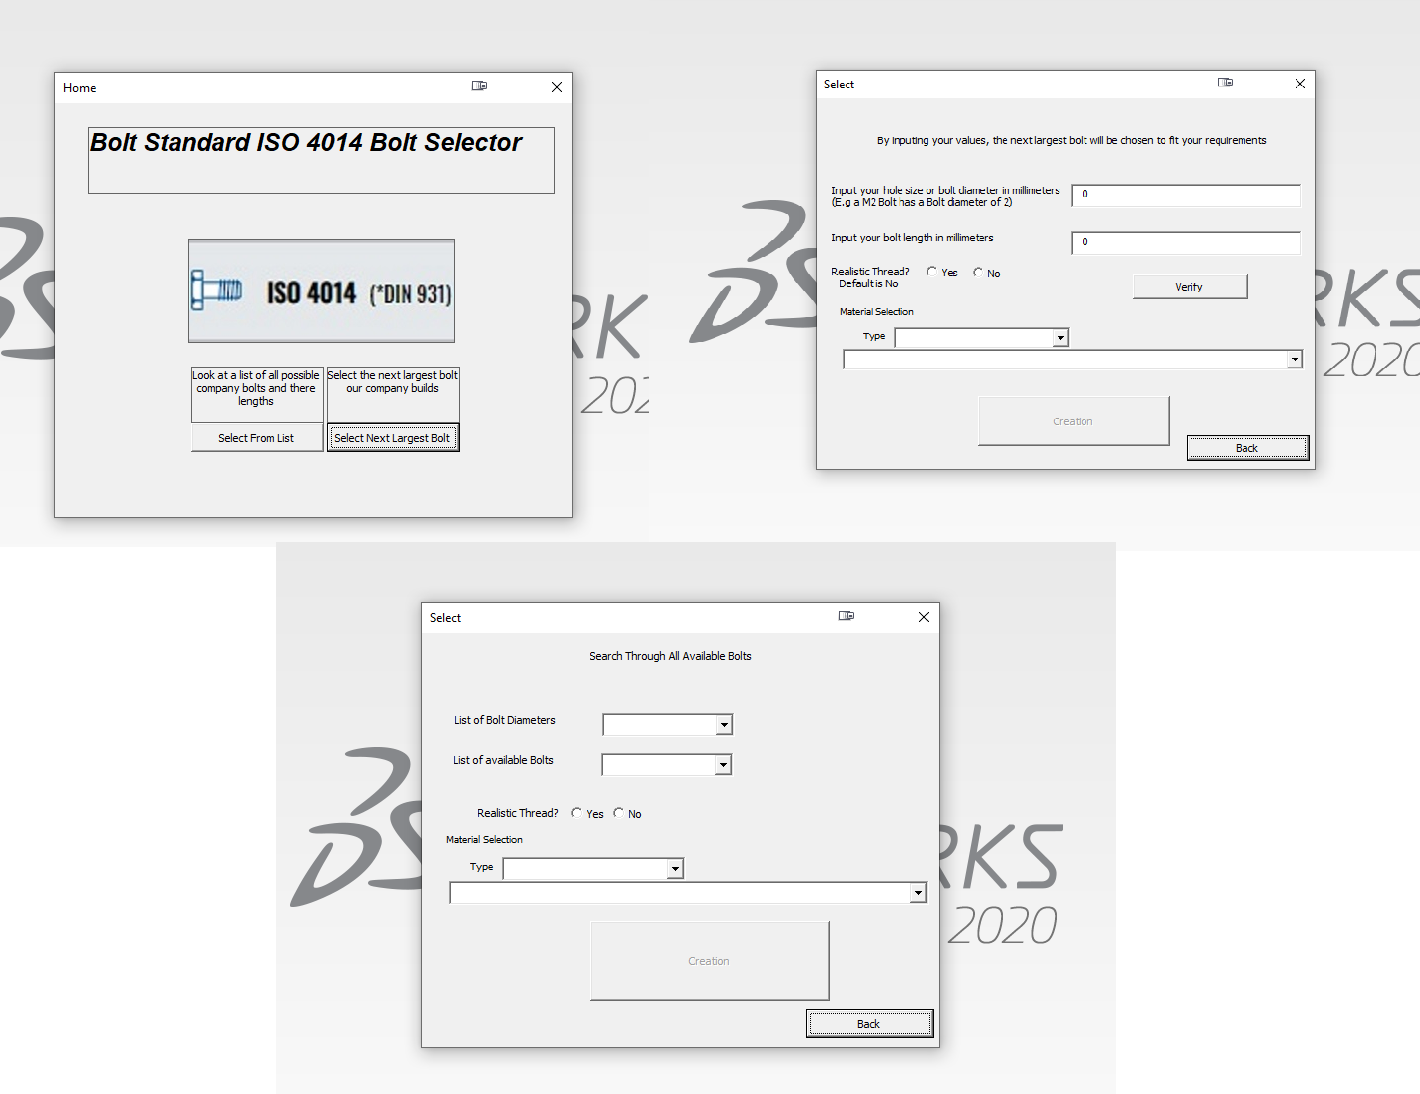 Home
Bolt Standard ISO 4014 Bolt Selector
ISO 4014 (*DIN 931)
Look at a list of all possible
company bolts and there
lengths
Select From List
Select the next largest bolt
our company builds
Select Next Largest Bolt
RK
202
Select
By inputing your values, the next largest bolt will be chosen to fit your requirements
Input your hole size or bolt diameter in millimeters
(E.g a M2 Bolt has a Bolt diameter of 2)
0
Input your bolt length in millimeters
0
Realistic Thread?
Default is No
Yes
No
Verify
Material Selection
Type
Creation
Back
DS
RKS
2020
Select
Search Through All Available Bolts
List of Bolt Diameters
List of available Bolts
Realistic Thread?
Yes
No
Material Selection
Type
Creation
Back
DS
RKS
2020